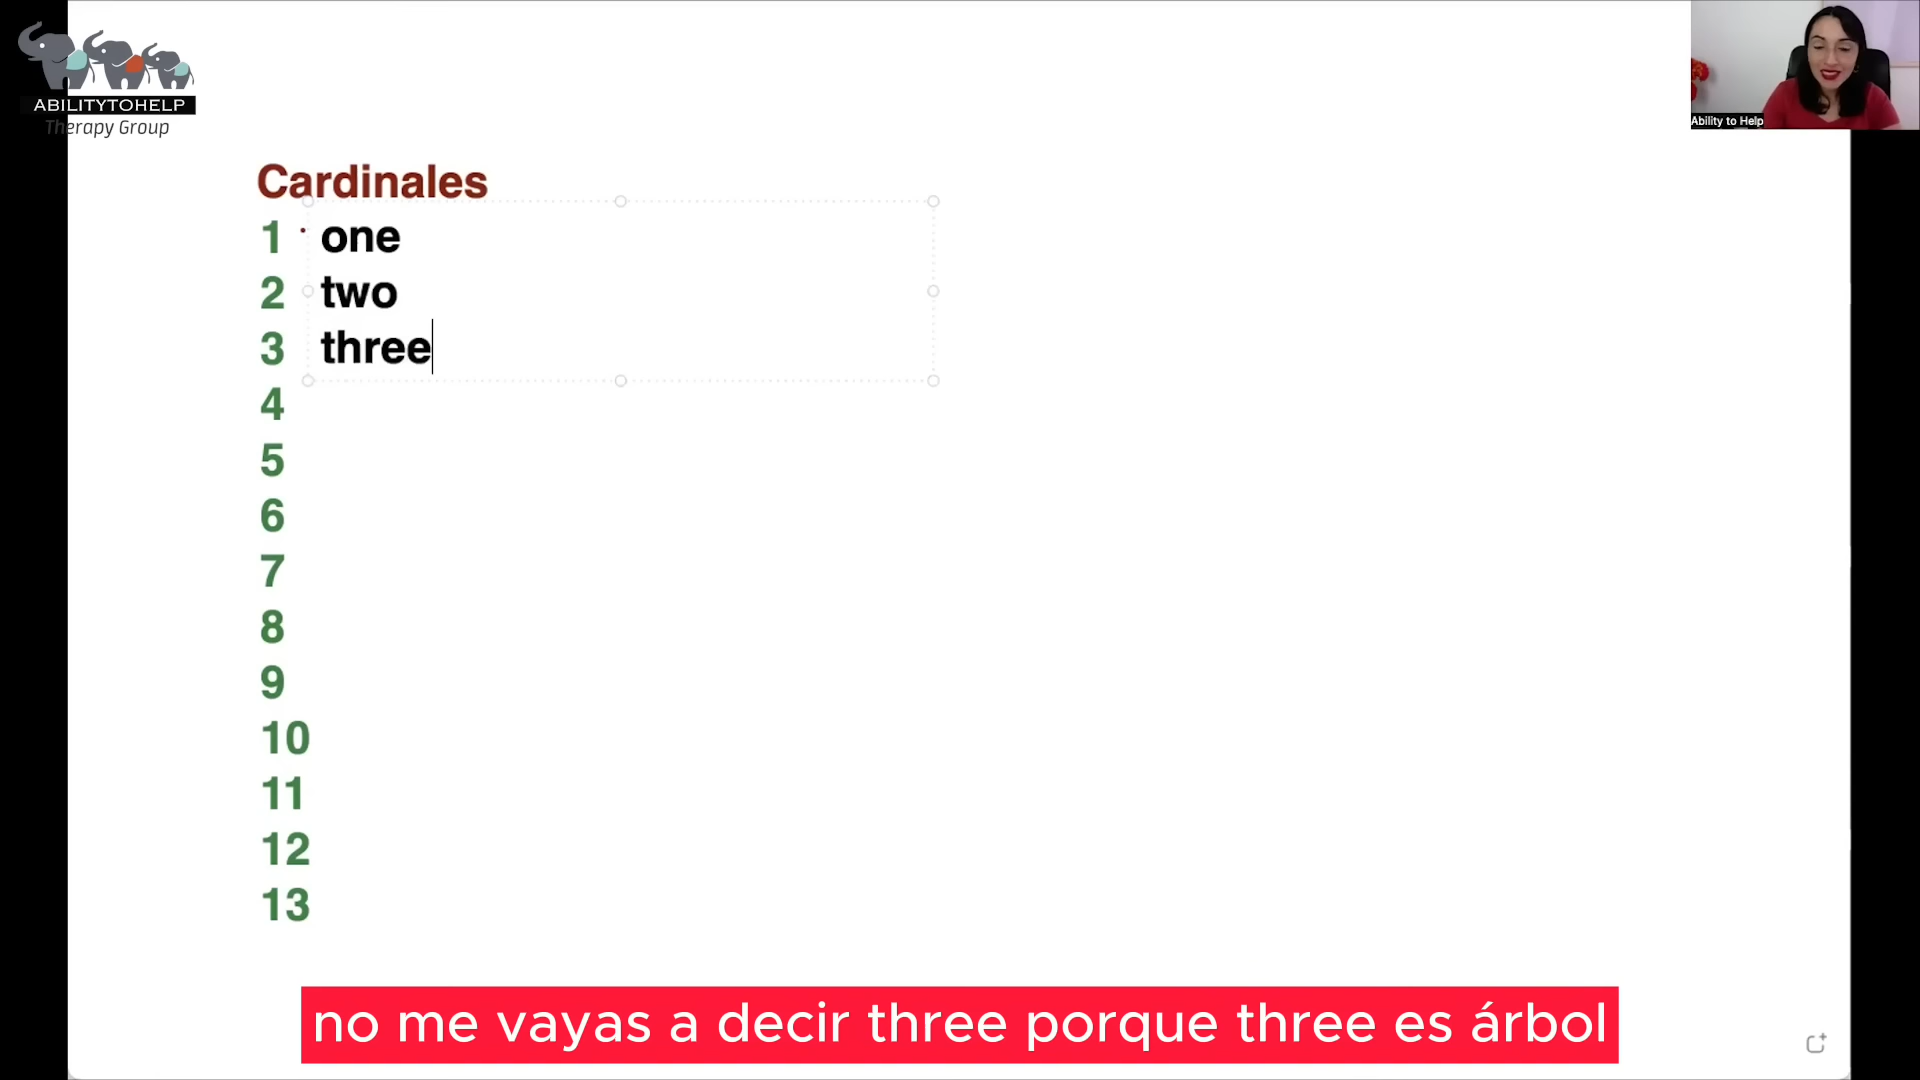 ABILITYTOHELP
Therapy Group
Ability to Help
Cardinales
1 one
2 two
3 three
4
5
6
7
8
9
10
11
12
13
no me vayas a decir three porque three es árbol